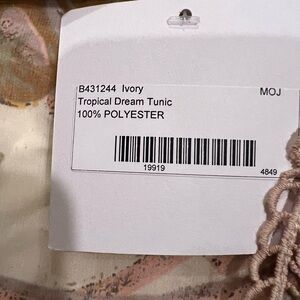 B431244 Ivory MOJ
Tropical Dream Tunic
100% POLYESTER
19919 4849